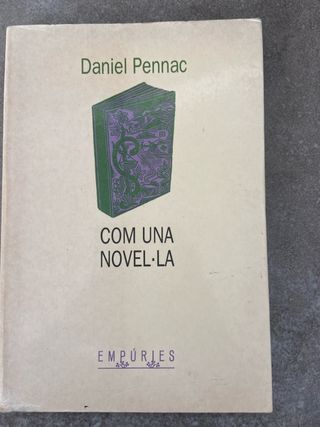 Daniel Pennac
COM UNA
NOVEL·LA
EMPÚRIES